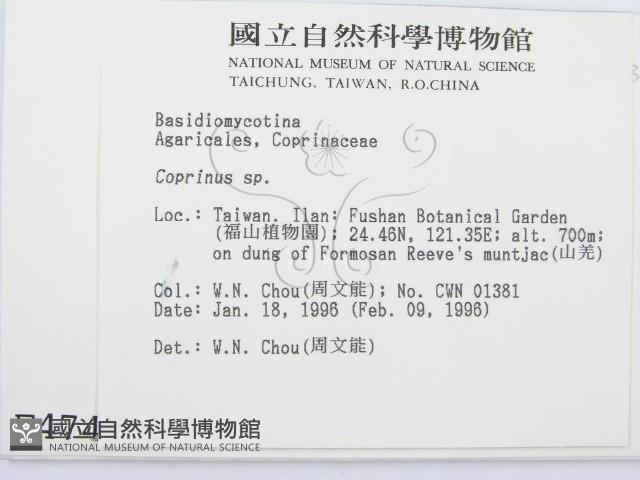 國立自然科學博物館
NATIONAL MUSEUM OF NATURAL SCIENCE
TAICHUNG, TAIWAN, R.O.CHINA
Basidiomycotina
Agaricales, Coprinaceae
Coprinus sp.
Loc.: Taiwan. Ilan: Fushan Botanical Garden
(福山植物園); 24.46N, 121.35E; alt. 700m;
on dung of Formosan Reeve's muntjac(山羌)
Col.: W.N. Chou(周文能); No. CWN 01381
Date: Jan. 18, 1996 (Feb. 09, 1996)
Det.: W.N. Chou(周文能)
國立自然科學博物館
NATIONAL MUSEUM OF NATURAL SCIENCE